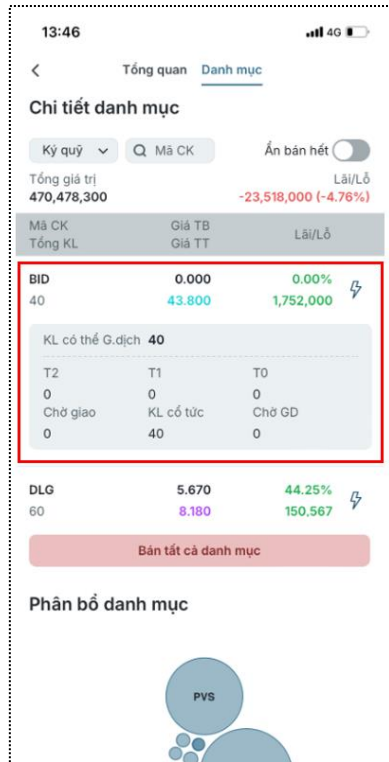 13:46 4G
Tổng quan Danh mục
Chi tiết danh mục
Ký quỹ Mã CK Ẩn bán hết
Tổng giá trị Lãi/Lỗ
470,478,300 -23,518,000 (-4.76%)
Mã CK Giá TB Lãi/Lỗ
Tổng KL Giá TT
BID 0.000 0.00%
40 43.800 1,752,000
KL có thể G.dịch 40
T2 T1 T0
0 0 0
Chờ giao KL cổ tức Chờ GD
0 40 0
DLG 5.670 44.25%
60 8.180 150,567
Bán tất cả danh mục
Phân bổ danh mục
PVS